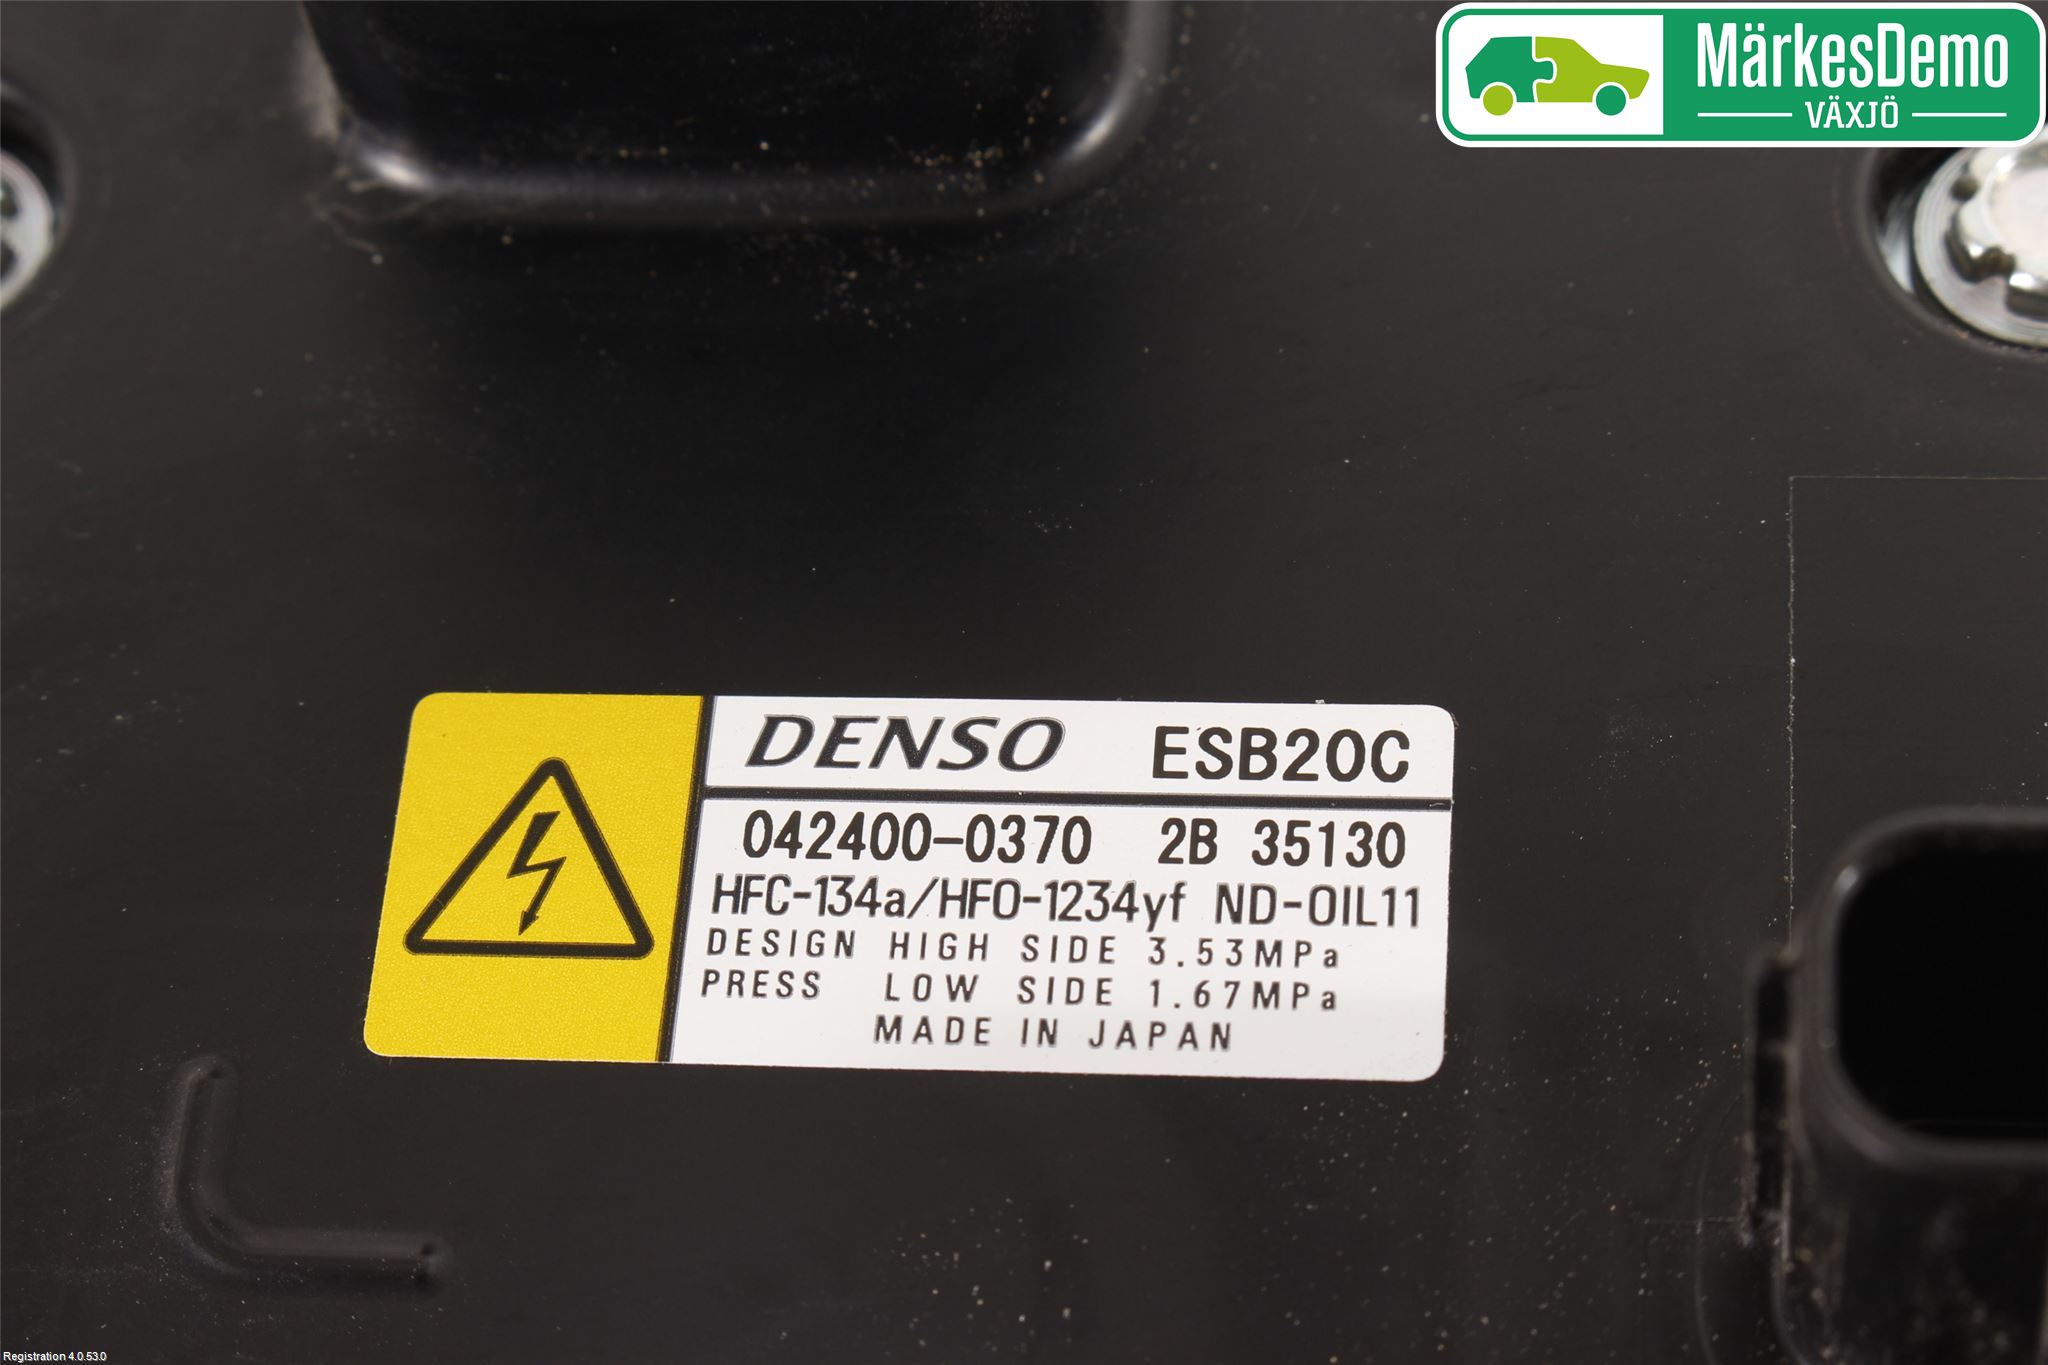 MärkesDemo
VÄXJÖ
DENSO ESB20C
042400-0370 2B 35130
HFC-134a/HFO-1234yf ND-OIL11
DESIGN HIGH SIDE 3.53MPa
PRESS LOW SIDE 1.67MPa
MADE IN JAPAN
Registration 4.0.53.0